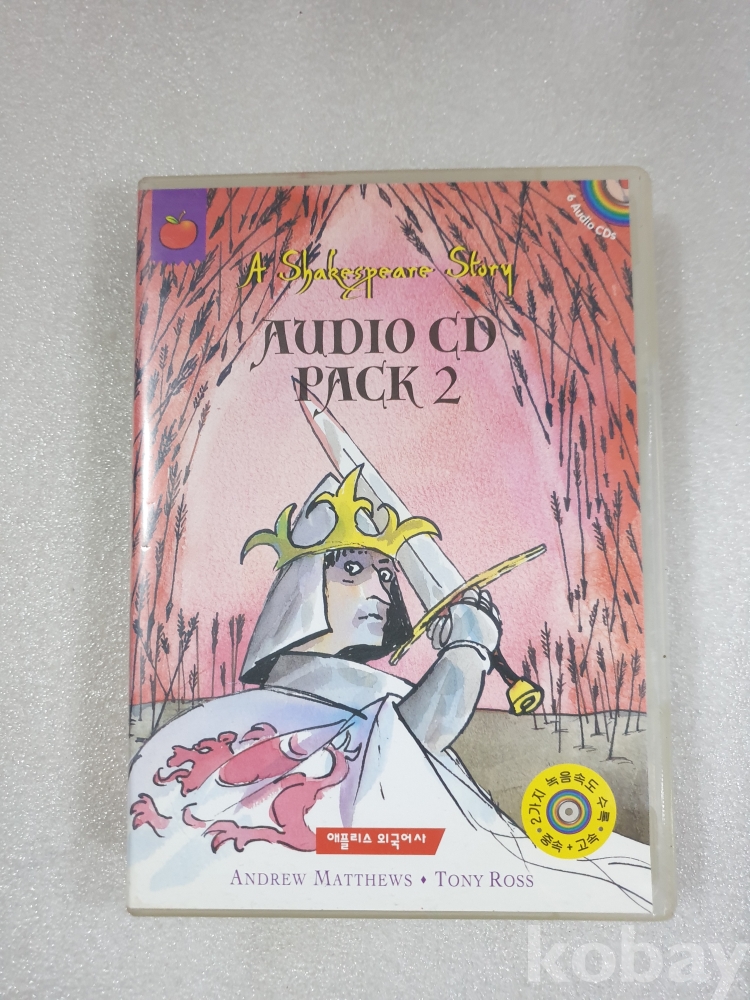 6 Audio CDs
A Shakespeare Story
AUDIO CD
PACK 2
2가지 녹음속도 수록
중속+고속
애플리스 외국어사
ANDREW MATTHEWS • TONY ROSS
kobay